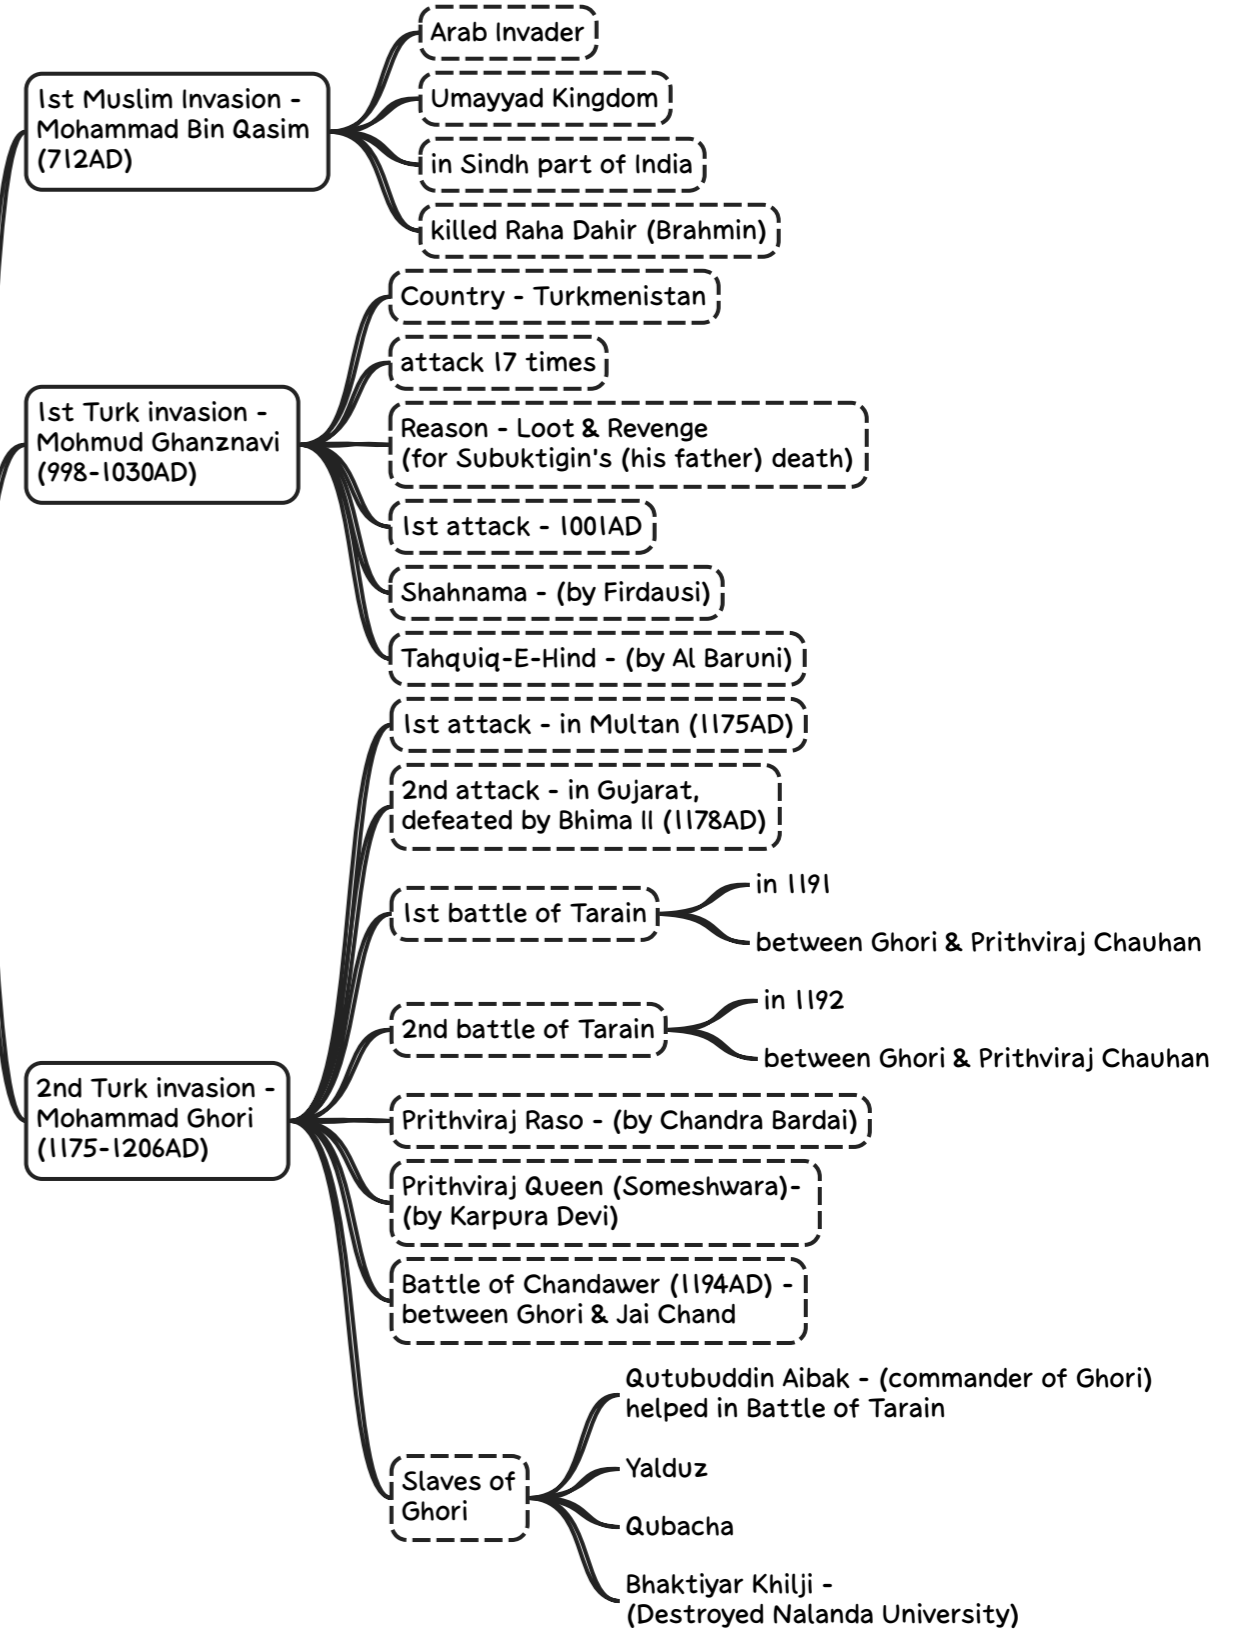 1st Muslim Invasion -
Mohammad Bin Qasim
(712AD)
Arab Invader
Umayyad Kingdom
in Sindh part of India
killed Raha Dahir (Brahmin)
1st Turk invasion -
Mohmud Ghanznavi
(998-1030AD)
Country - Turkmenistan
attack 17 times
Reason - Loot & Revenge
(for Subuktigin's (his father) death)
1st attack - 1001AD
Shahnama - (by Firdausi)
Tahquiq-E-Hind - (by Al Baruni)
2nd Turk invasion -
Mohammad Ghori
(1175-1206AD)
1st attack - in Multan (1175AD)
2nd attack - in Gujarat,
defeated by Bhima II (1178AD)
1st battle of Tarain
in 1191
between Ghori & Prithviraj Chauhan
2nd battle of Tarain
in 1192
between Ghori & Prithviraj Chauhan
Prithviraj Raso - (by Chandra Bardai)
Prithviraj Queen (Someshwara)-
(by Karpura Devi)
Battle of Chandawer (1194AD) -
between Ghori & Jai Chand
Slaves of
Ghori
Qutubuddin Aibak - (commander of Ghori)
helped in Battle of Tarain
Yalduz
Qubacha
Bhaktiyar Khilji -
(Destroyed Nalanda University)